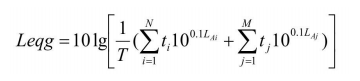 Leqg = 10 lg[ 1/T ( ∑_{i=1}^{N} t_i 10^{0.1L_{Ai}} + ∑_{j=1}^{M} t_j 10^{0.1L_{Aj}} ) ]